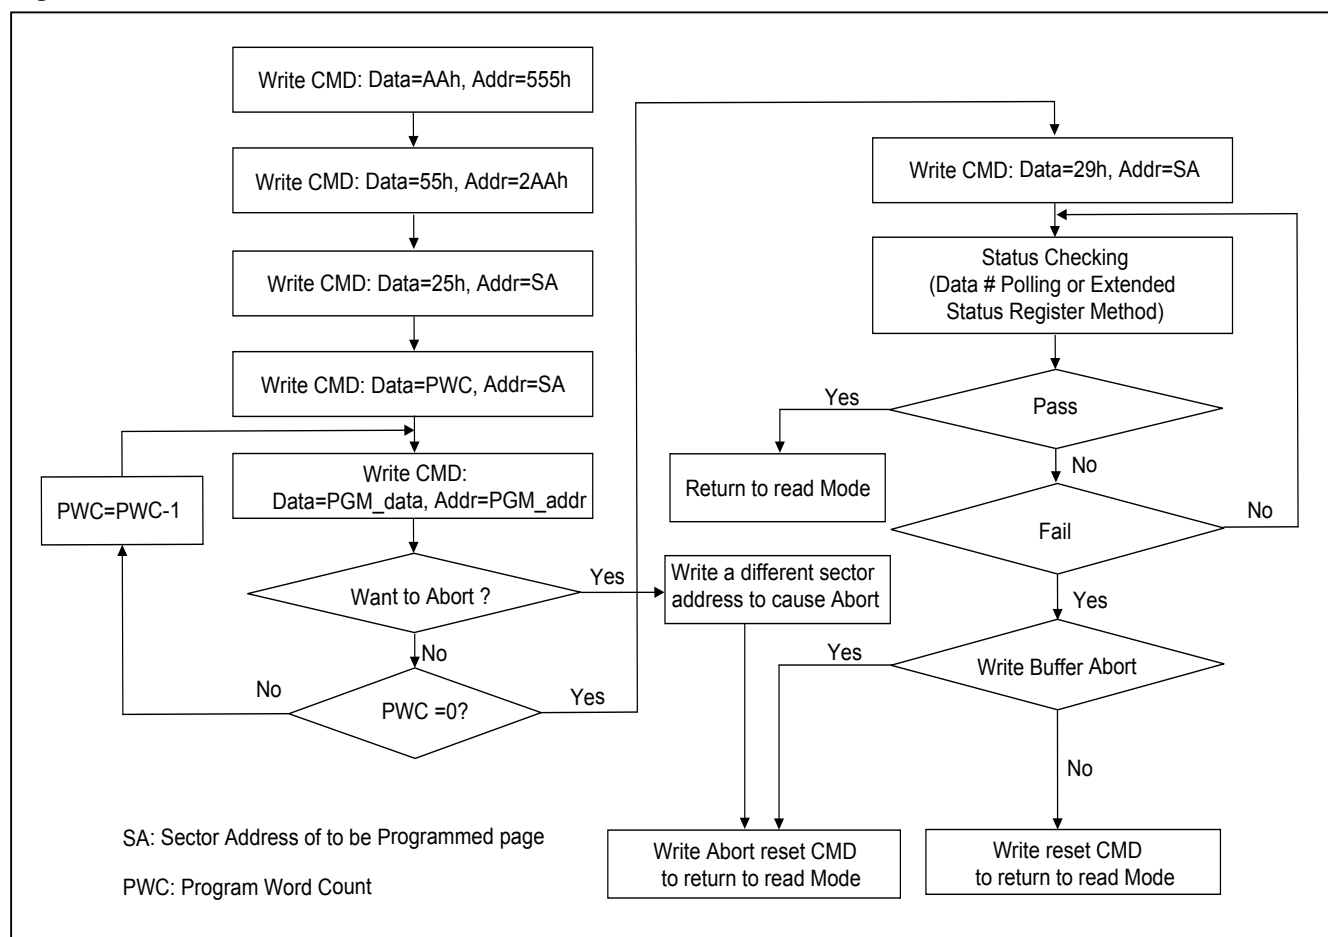 Write CMD: Data=AAh, Addr=555h
Write CMD: Data=55h, Addr=2AAh
Write CMD: Data=25h, Addr=SA
Write CMD: Data=PWC, Addr=SA
Write CMD:
Data=PGM_data, Addr=PGM_addr
PWC=PWC-1
Want to Abort ?
Yes
No
Write a different sector
address to cause Abort
PWC =0?
No
Yes
Write CMD: Data=29h, Addr=SA
Status Checking
(Data # Polling or Extended
Status Register Method)
Pass
Yes
No
Return to read Mode
Fail
No
Yes
Write Buffer Abort
Yes
No
Write Abort reset CMD
to return to read Mode
Write reset CMD
to return to read Mode
SA: Sector Address of to be Programmed page
PWC: Program Word Count